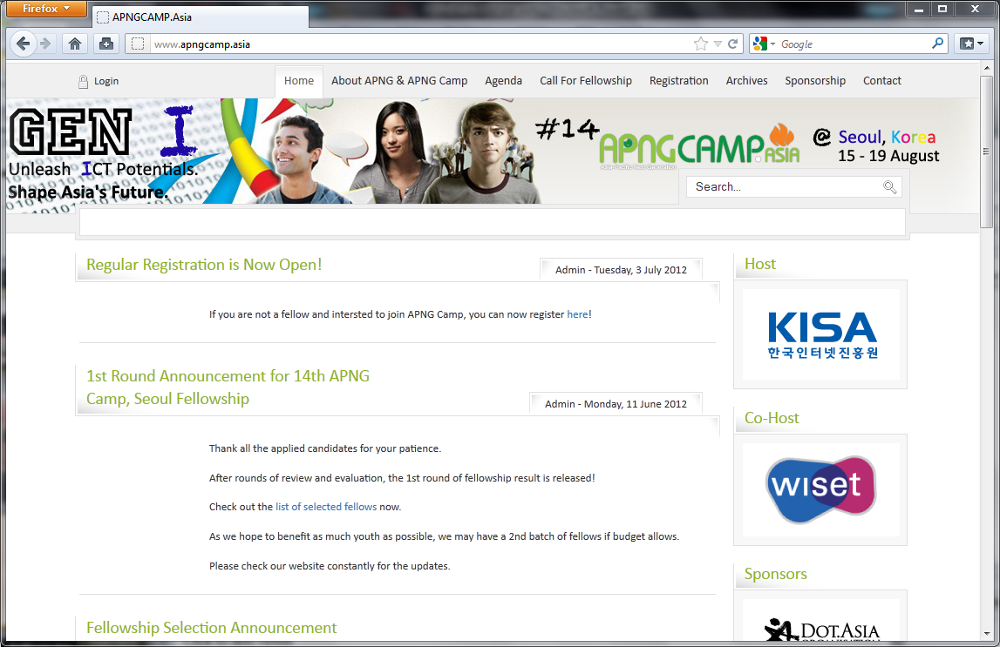 Firefox
APNGCAMP.Asia
www.apngcamp.asia
Google
Login
Home
About APNG & APNG Camp
Agenda
Call For Fellowship
Registration
Archives
Sponsorship
Contact
GEN I
Unleash ICT Potentials.
Shape Asia's Future.
#14
APNGCAMP.ASIA
Asia Pacific Next Generation
@ Seoul, Korea
15 - 19 August
Search...
Regular Registration is Now Open!
Admin - Tuesday, 3 July 2012
If you are not a fellow and intersted to join APNG Camp, you can now register here!
1st Round Announcement for 14th APNG
Camp, Seoul Fellowship
Admin - Monday, 11 June 2012
Thank all the applied candidates for your patience.
After rounds of review and evaluation, the 1st round of fellowship result is released!
Check out the list of selected fellows now.
As we hope to benefit as much youth as possible, we may have a 2nd batch of fellows if budget allows.
Please check our website constantly for the updates.
Fellowship Selection Announcement
Host
KISA
한국인터넷진흥원
Co-Host
wiset
Sponsors
DOT.ASIA